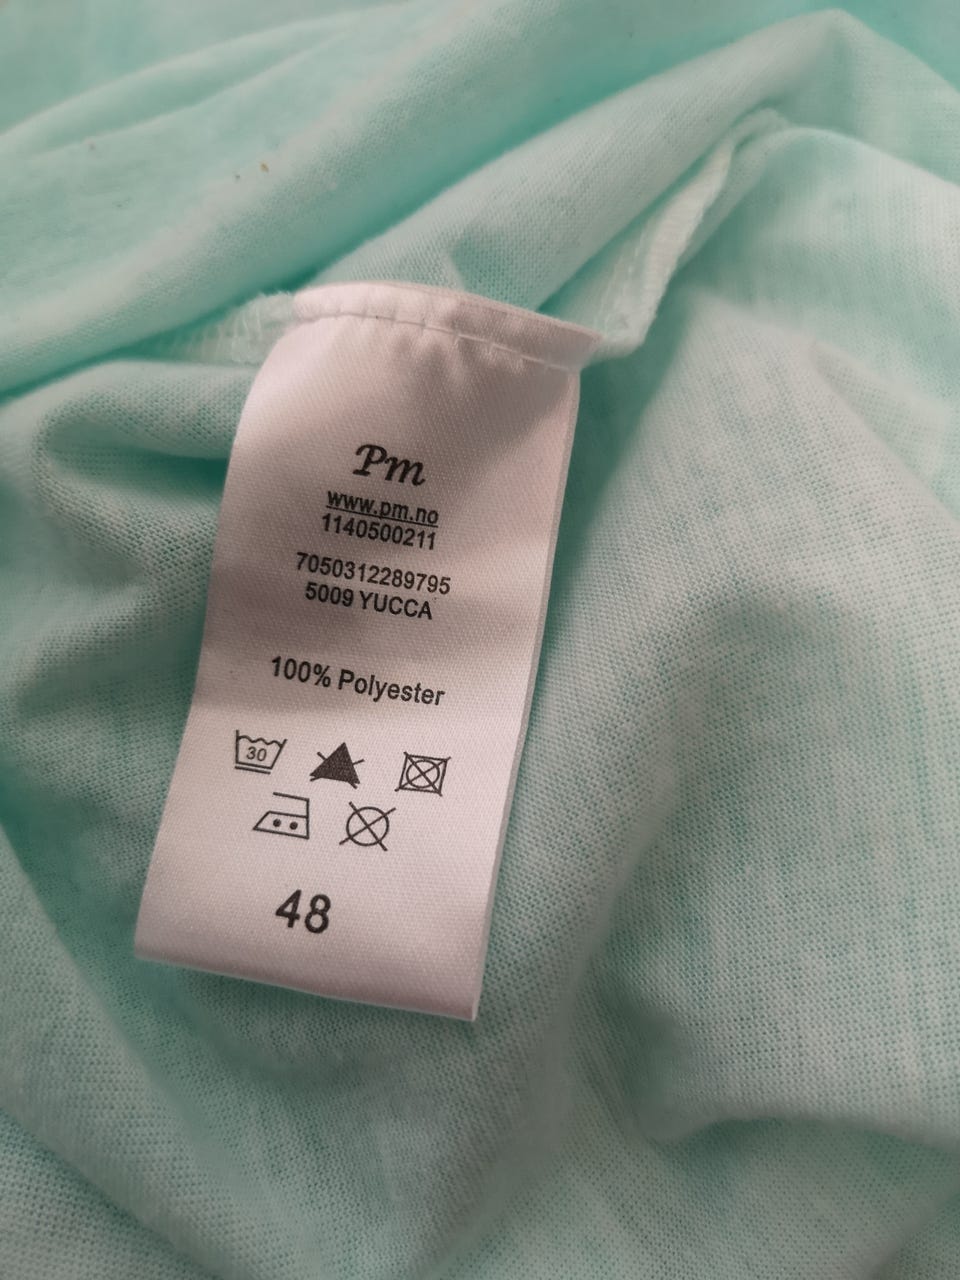 Pm
www.pm.no
1140500211
7050312289795
5009 YUCCA
100% Polyester
30
48